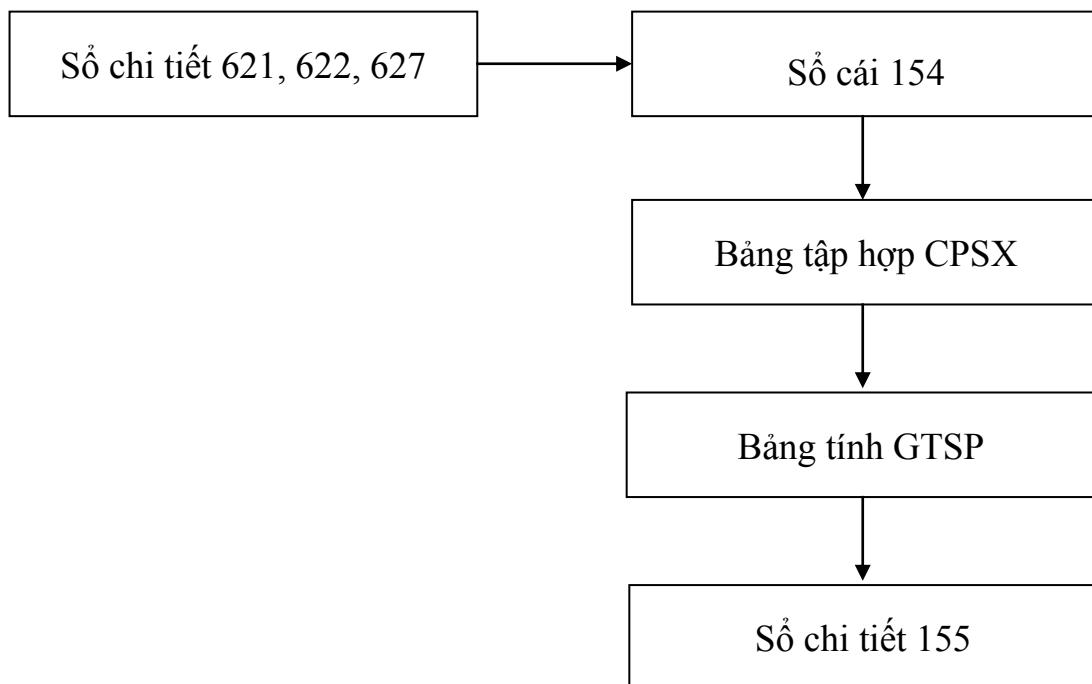 Sổ chi tiết 621, 622, 627
Sổ cái 154
Bảng tập hợp CPSX
Bảng tính GTSP
Sổ chi tiết 155